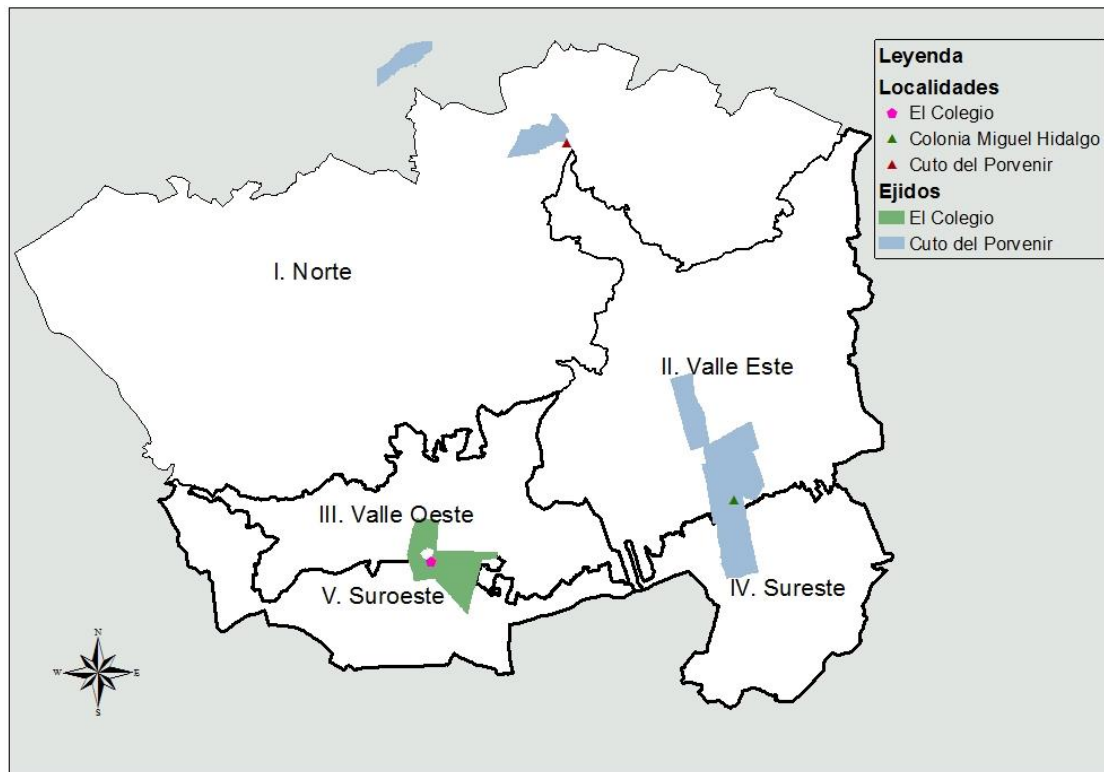 Leyenda
Localidades
El Colegio
Colonia Miguel Hidalgo
Cuto del Porvenir
Ejidos
El Colegio
Cuto del Porvenir
I. Norte
II. Valle Este
III. Valle Oeste
V. Suroeste
IV. Sureste
N
W
E
S